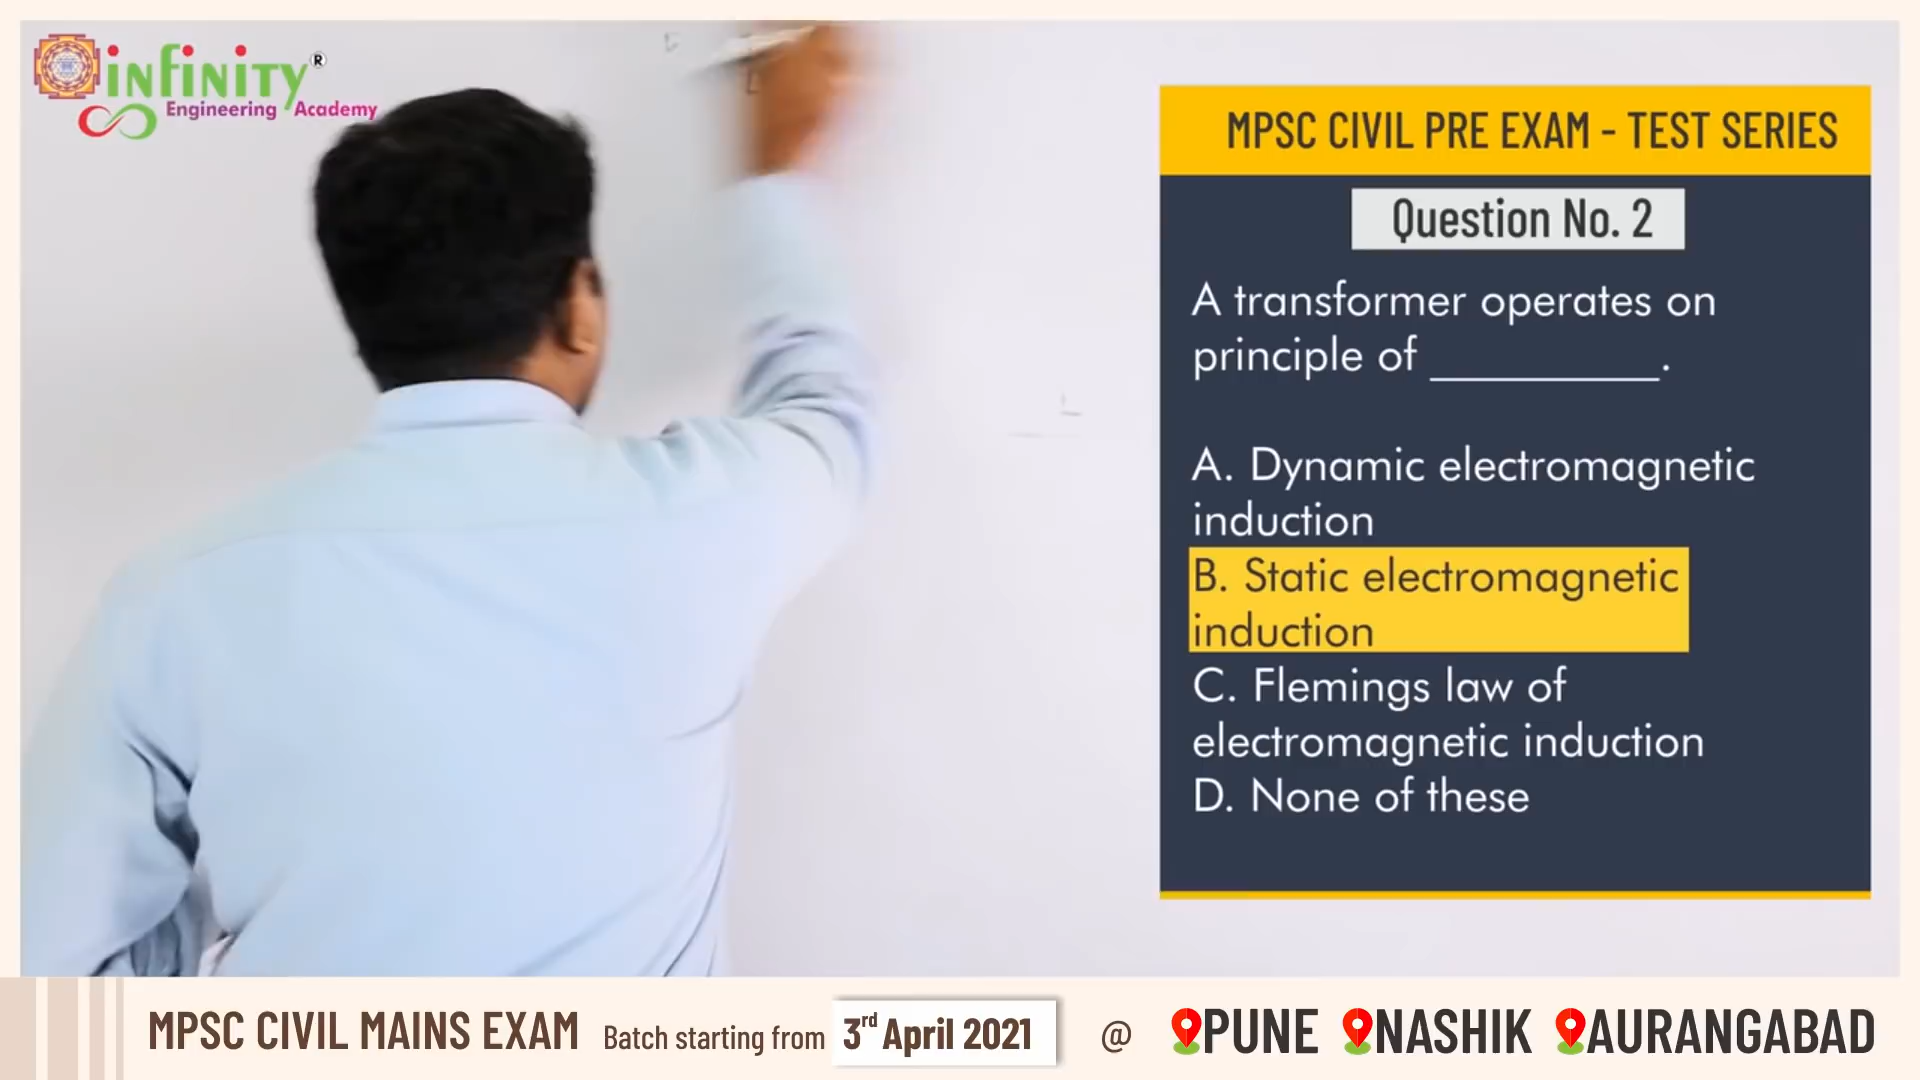 infinity®
Engineering Academy
MPSC CIVIL PRE EXAM - TEST SERIES
Question No. 2
A transformer operates on
principle of __________.
A. Dynamic electromagnetic
induction
B. Static electromagnetic
induction
C. Flemings law of
electromagnetic induction
D. None of these
MPSC CIVIL MAINS EXAM Batch starting from 3rd April 2021 @ PUNE NASHIK AURANGABAD